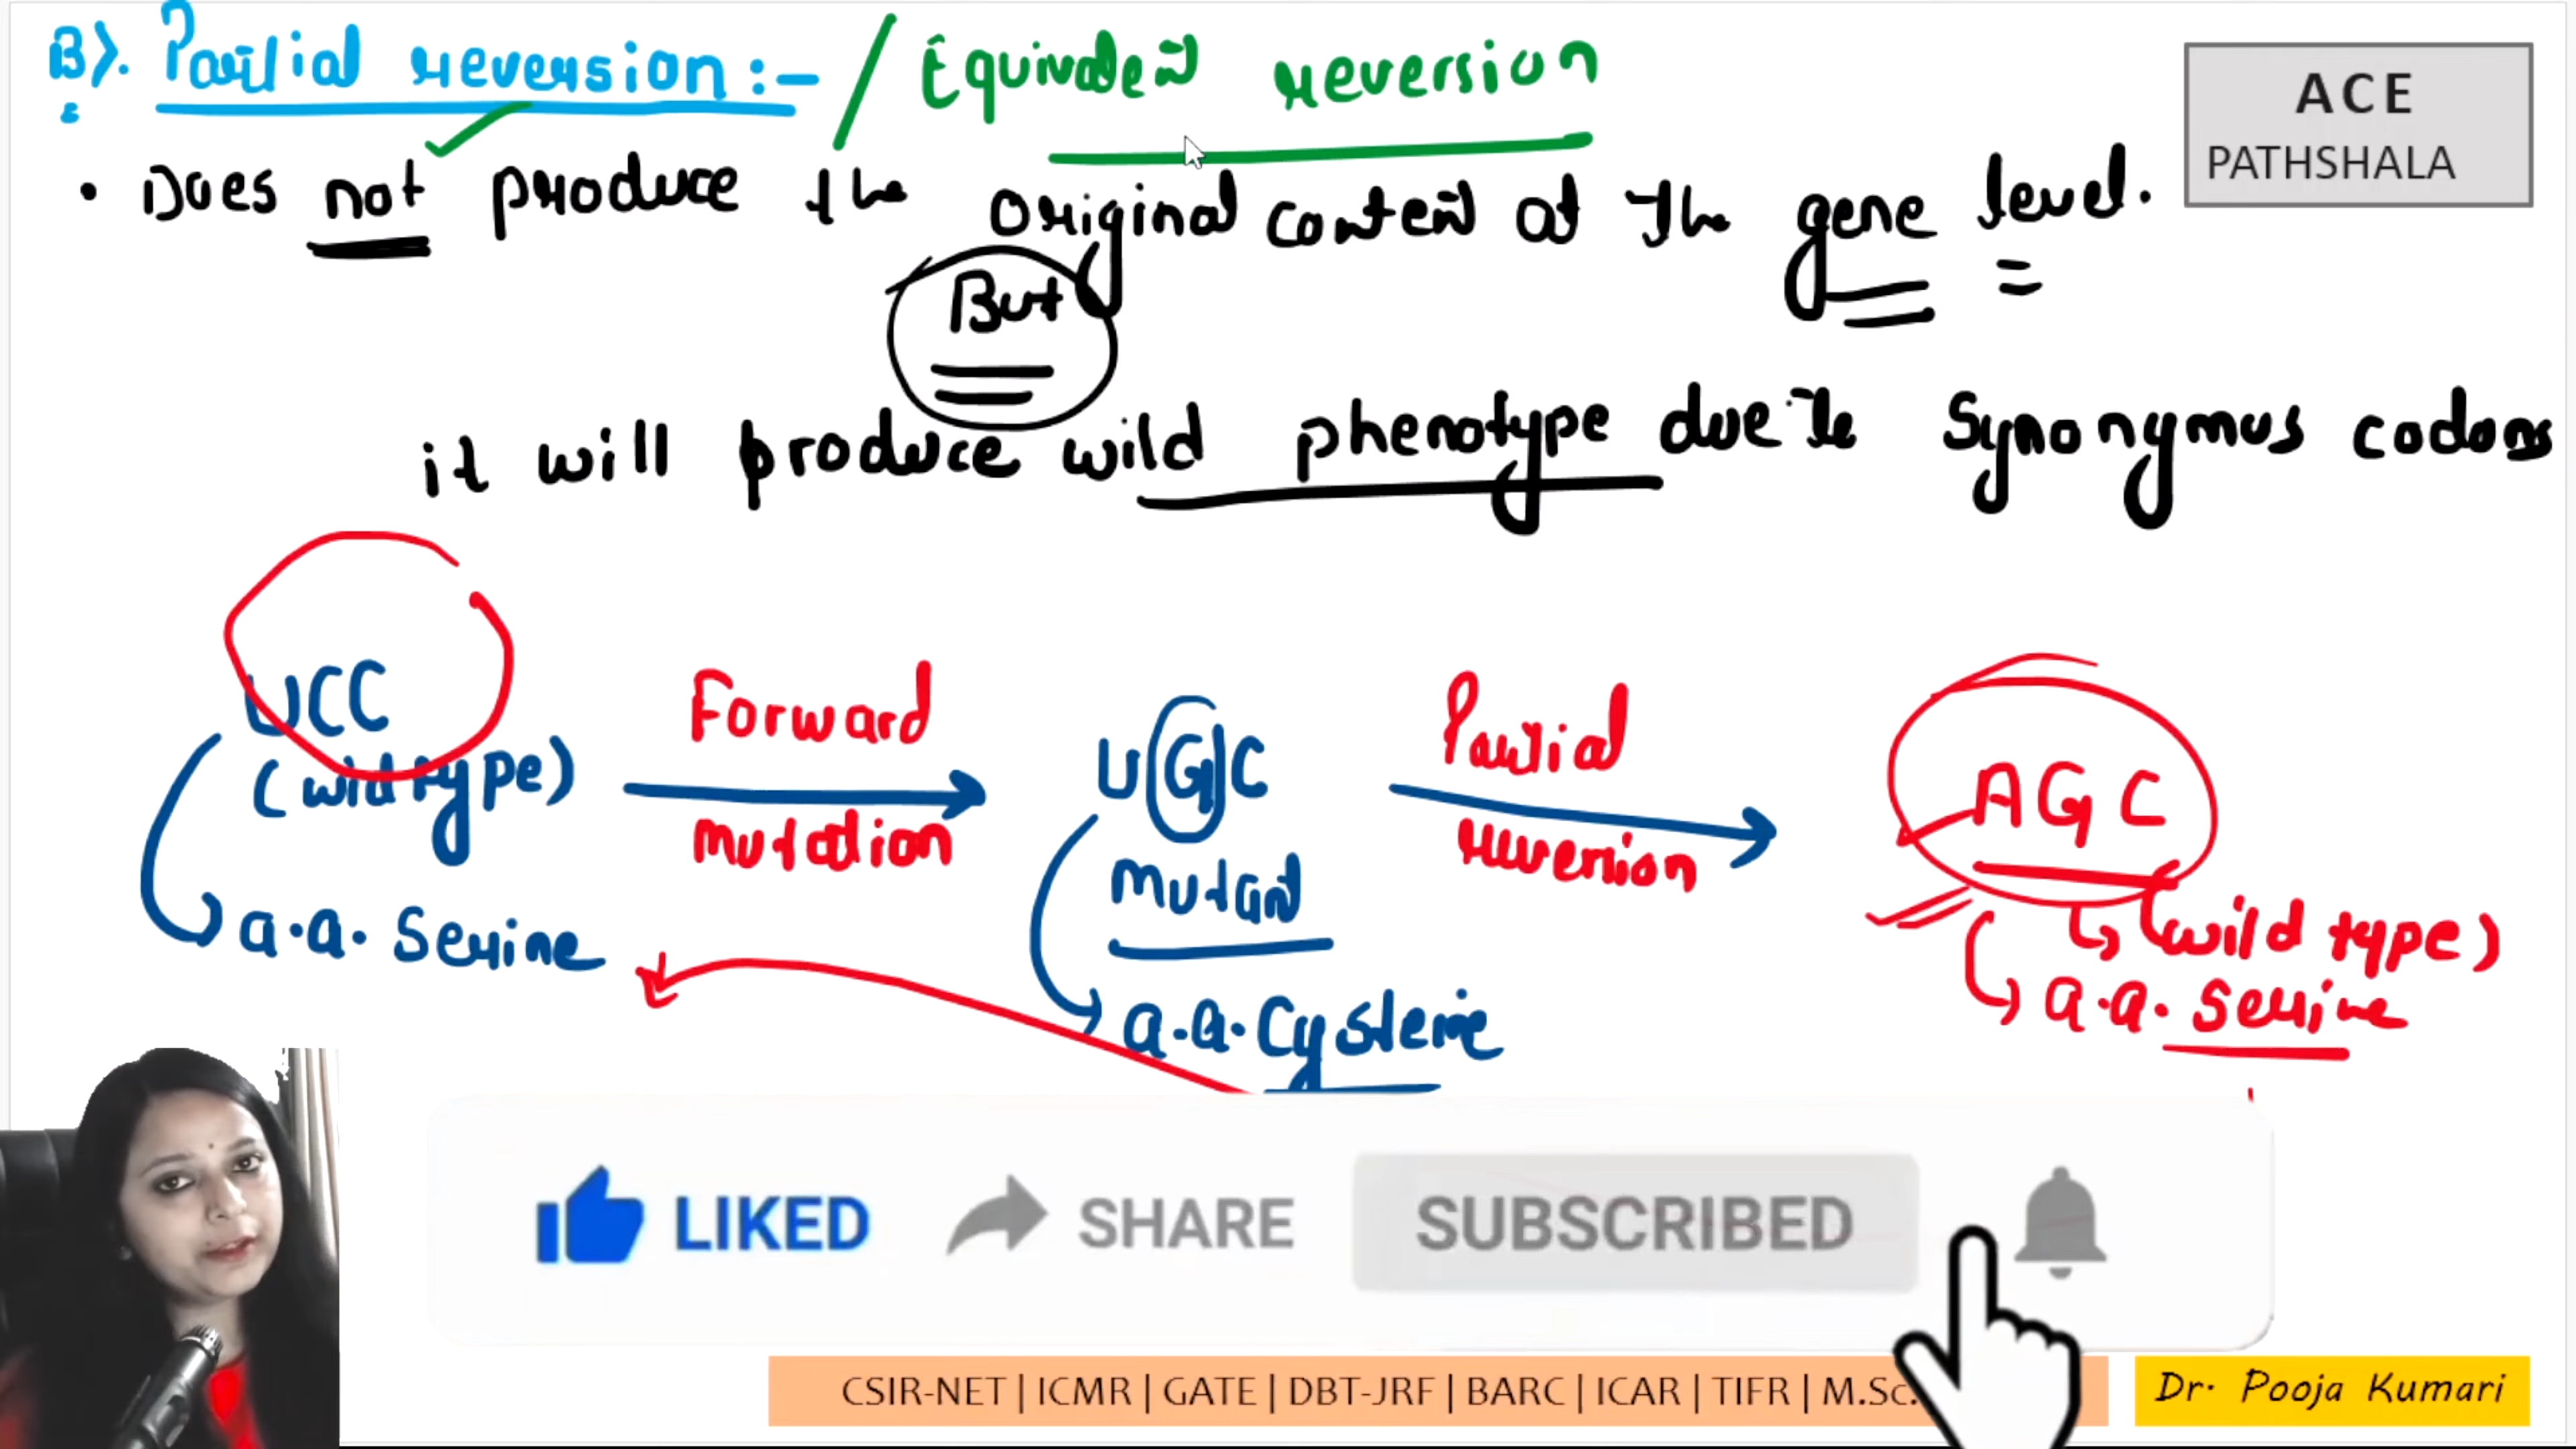 B). Partial reversion :- / Equivalent reversion
ACE
PATHSHALA
• Does not produce the original content at the gene level.
But
it will produce wild phenotype due to Synonymus codons
UCC
(wild type)
a.a. Serine
Forward
mutation
UGC
Mutant
a.a. Cysteine
Partial
reversion
AGC
(wild type)
a.a. Serine
LIKED
SHARE
SUBSCRIBED
CSIR-NET | ICMR | GATE | DBT-JRF | BARC | ICAR | TIFR | M.Sc.
Dr. Pooja Kumari